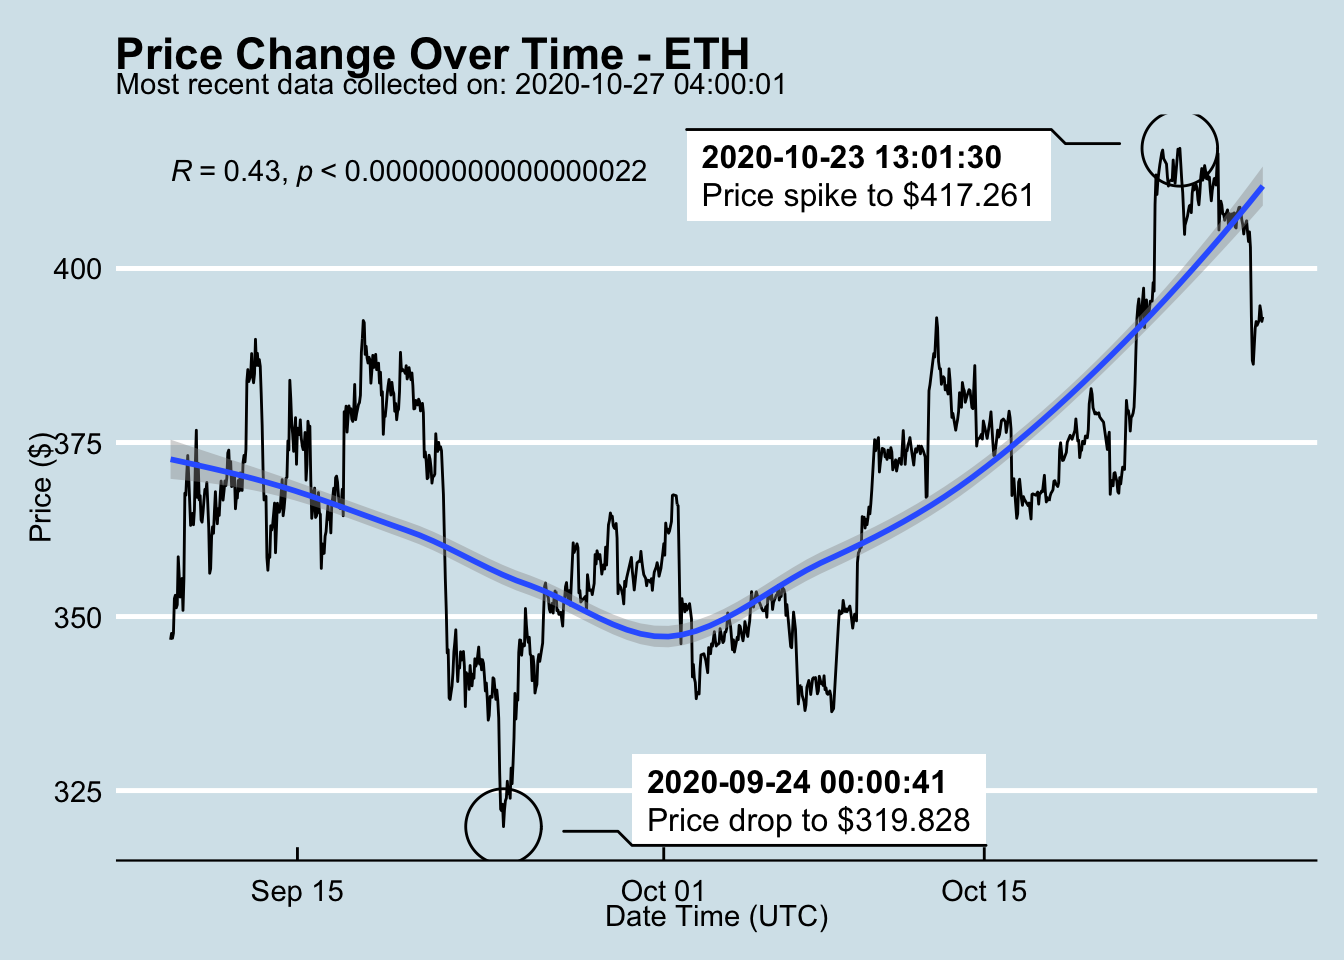 Price Change Over Time - ETH
Most recent data collected on: 2020-10-27 04:00:01
R = 0.43, p < 0.00000000000000022
2020-10-23 13:01:30
Price spike to $417.261
400
375
350
325
Price ($)
2020-09-24 00:00:41
Price drop to $319.828
Sep 15
Oct 01
Oct 15
Date Time (UTC)